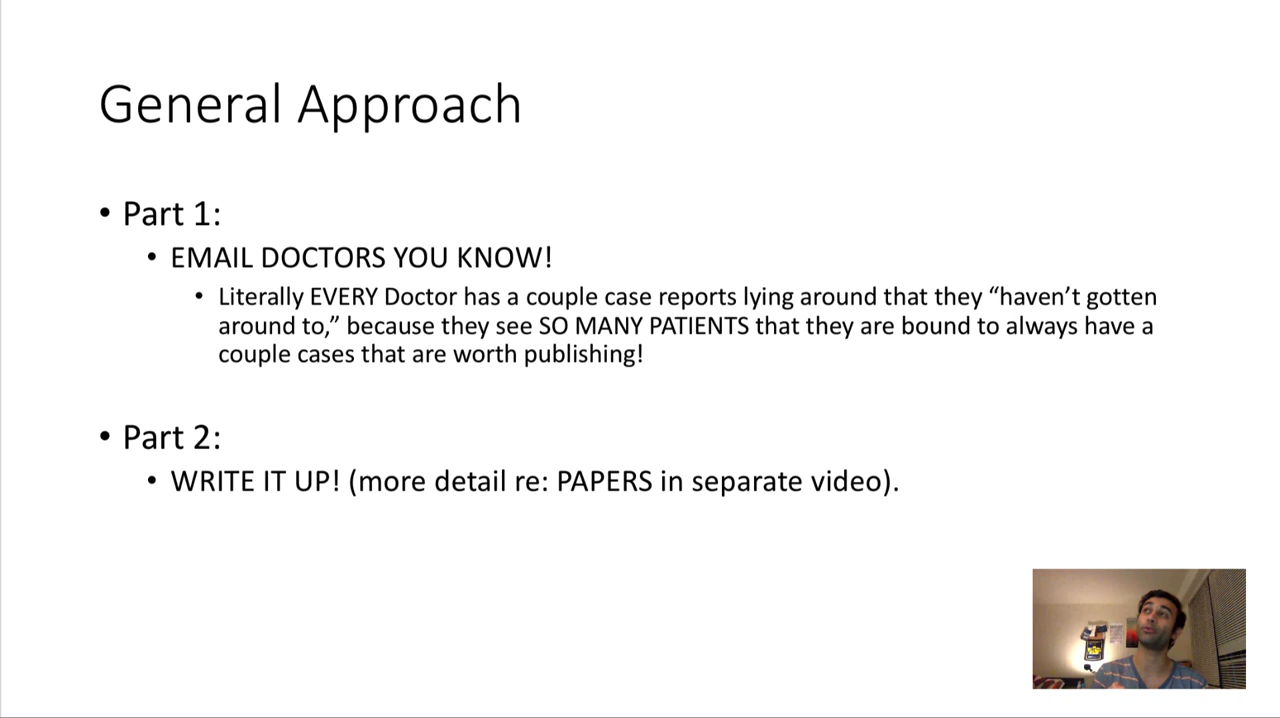 General Approach
• Part 1:
• EMAIL DOCTORS YOU KNOW!
• Literally EVERY Doctor has a couple case reports lying around that they “haven’t gotten
around to,” because they see SO MANY PATIENTS that they are bound to always have a
couple cases that are worth publishing!
• Part 2:
• WRITE IT UP! (more detail re: PAPERS in separate video).